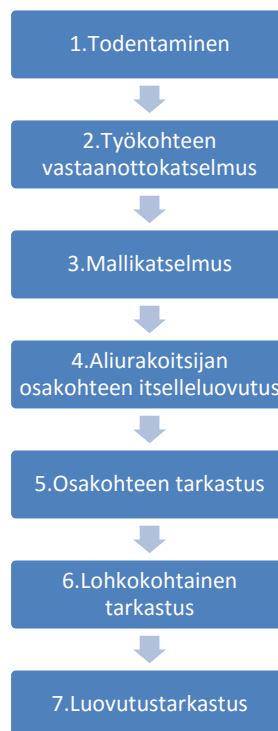 1.Todentaminen
2.Työkohteen
vastaanottokatselmus
3.Mallikatselmus
4.Aliurakoitsijan
osakohteen itselleluovutus
5.Osakohteen tarkastus
6.Lohkokohtainen
tarkastus
7.Luovutustarkastus